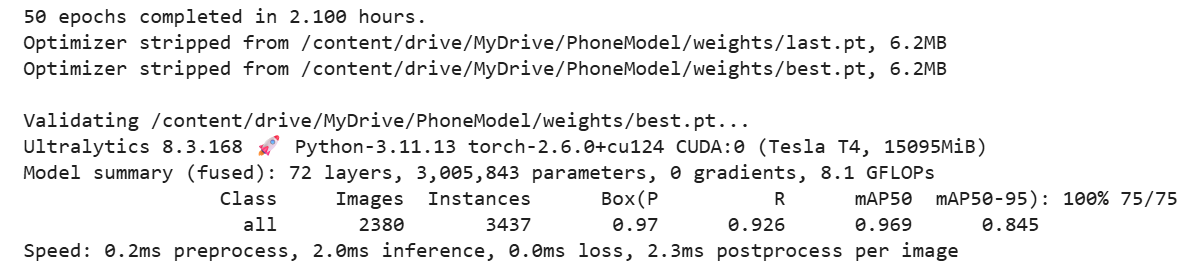 50 epochs completed in 2.100 hours.
Optimizer stripped from /content/drive/MyDrive/PhoneModel/weights/last.pt, 6.2MB
Optimizer stripped from /content/drive/MyDrive/PhoneModel/weights/best.pt, 6.2MB
Validating /content/drive/MyDrive/PhoneModel/weights/best.pt...
Ultralytics 8.3.168 🚀 Python-3.11.13 torch-2.6.0+cu124 CUDA:0 (Tesla T4, 15095MiB)
Model summary (fused): 72 layers, 3,005,843 parameters, 0 gradients, 8.1 GFLOPs
Class Images Instances Box(P R mAP50 mAP50-95): 100% 75/75
all 2380 3437 0.97 0.926 0.969 0.845
Speed: 0.2ms preprocess, 2.0ms inference, 0.0ms loss, 2.3ms postprocess per image